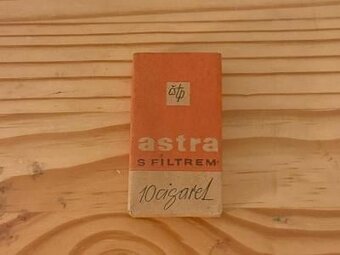 čtp
astra
S FILTREM
10 cigaret